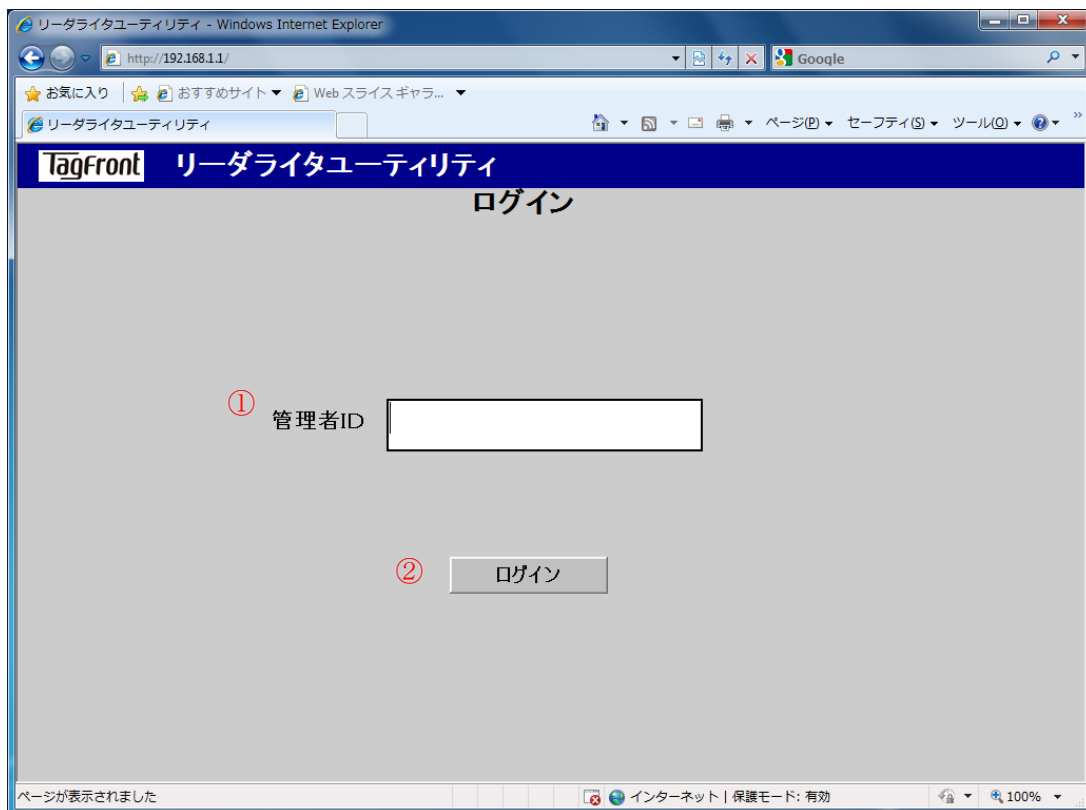 リーダライタユーティリティ - Windows Internet Explorer
http://192.168.1.1/
Google
お気に入り
おすすめサイト
Web スライス ギャラ...
リーダライタユーティリティ
ページ(P)
セーフティ(S)
ツール(O)
»
TagFront リーダライタユーティリティ
ログイン
① 管理者ID
② ログイン
ページが表示されました
インターネット | 保護モード: 有効
100%